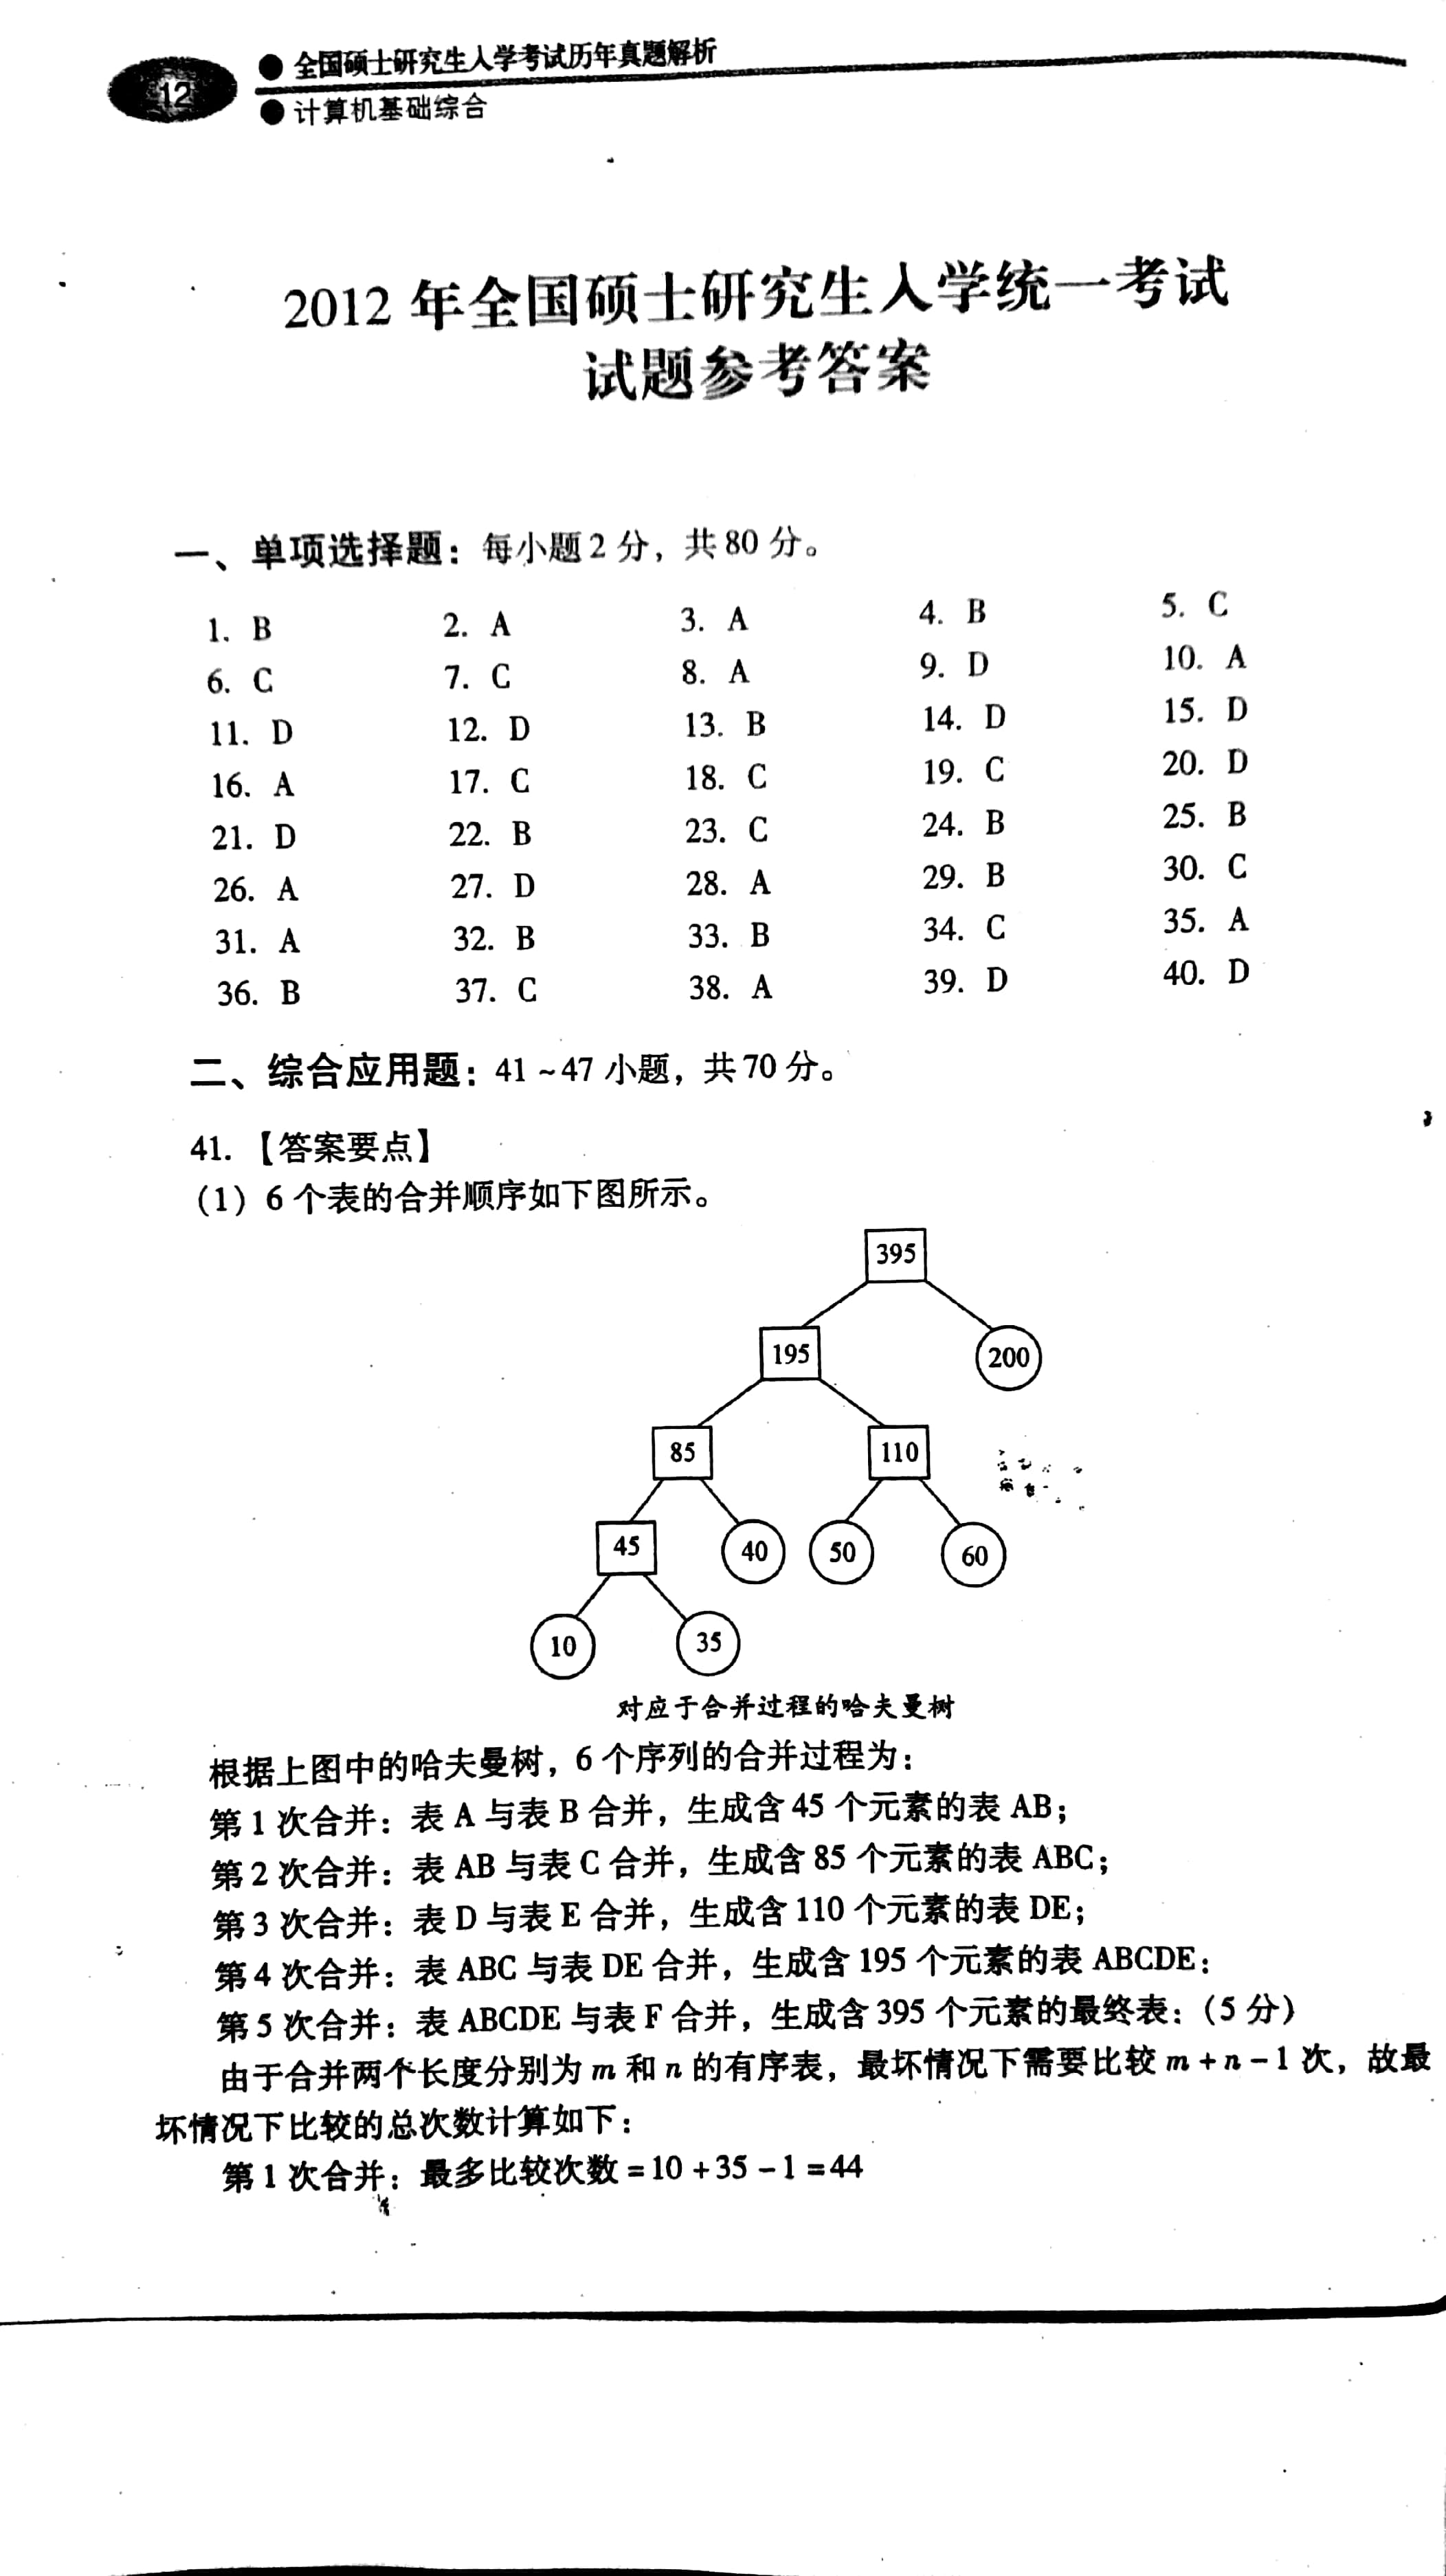 12
全国硕士研究生入学考试历年真题解析
计算机基础综合
2012 年全国硕士研究生入学统一考试
试题参考答案
一、单项选择题：每小题 2 分，共 80 分。
1. B 2. A 3. A 4. B 5. C
6. C 7. C 8. A 9. D 10. A
11. D 12. D 13. B 14. D 15. D
16. A 17. C 18. C 19. C 20. D
21. D 22. B 23. C 24. B 25. B
26. A 27. D 28. A 29. B 30. C
31. A 32. B 33. B 34. C 35. A
36. B 37. C 38. A 39. D 40. D
二、综合应用题：41 ~ 47 小题，共 70 分。
41.【答案要点】
（1）6 个表的合并顺序如下图所示。
395
195 200
85 110
45 40 50 60
10 35
对应于合并过程的哈夫曼树
根据上图中的哈夫曼树，6 个序列的合并过程为：
第 1 次合并：表 A 与表 B 合并，生成含 45 个元素的表 AB；
第 2 次合并：表 AB 与表 C 合并，生成含 85 个元素的表 ABC；
第 3 次合并：表 D 与表 E 合并，生成含 110 个元素的表 DE；
第 4 次合并：表 ABC 与表 DE 合并，生成含 195 个元素的表 ABCDE：
第 5 次合并：表 ABCDE 与表 F 合并，生成含 395 个元素的最终表：（5 分）
由于合并两个长度分别为 m 和 n 的有序表，最坏情况下需要比较 m + n - 1 次，故最
坏情况下比较的总次数计算如下：
第 1 次合并：最多比较次数 = 10 + 35 - 1 = 44